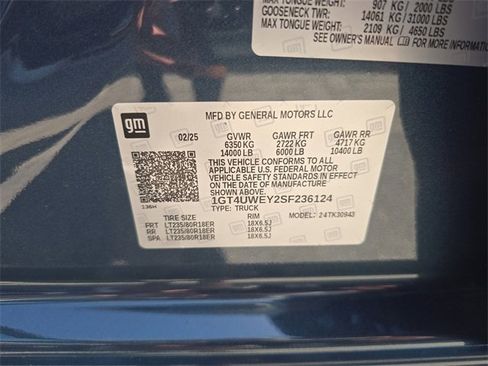 MAX TONGUE WEIGHT: 907 KG/ 2000 LBS
GOOSENECK TWR: 14061 KG/31000 LBS
MAX TONGUE WEIGHT: 2109 KG/ 4650 LBS
SEE OWNER'S MANUAL FOR MORE
gm
MFD BY GENERAL MOTORS LLC
02/25 GVWR GAWR FRT GAWR RR
6350 KG 2722 KG 4717 KG
14000 LB 6000 LB 10400 LB
THIS VEHICLE CONFORMS TO ALL
APPLICABLE U.S. FEDERAL MOTOR
VEHICLE SAFETY STANDARDS IN
EFFECT ON THE DATE OF
MANUFACTURE SHOWN ABOVE.
1GT4UWEY2SF236124
TYPE: TRUCK
TIRE SIZE RIM MODEL: 24TK30943
FRT LT235/80R18ER 18X6.5J
RR LT235/80R18ER 18X6.5J
SPA LT235/80R18ER 18X6.5J